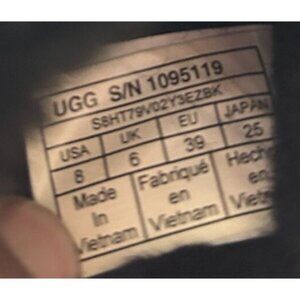 UGG S/N 1095119
S8HT79V02Y3EZBK
USA UK EU JAPAN
8 6 39 25
Made Fabriqué Hecho
In en en
Vietnam Vietnam